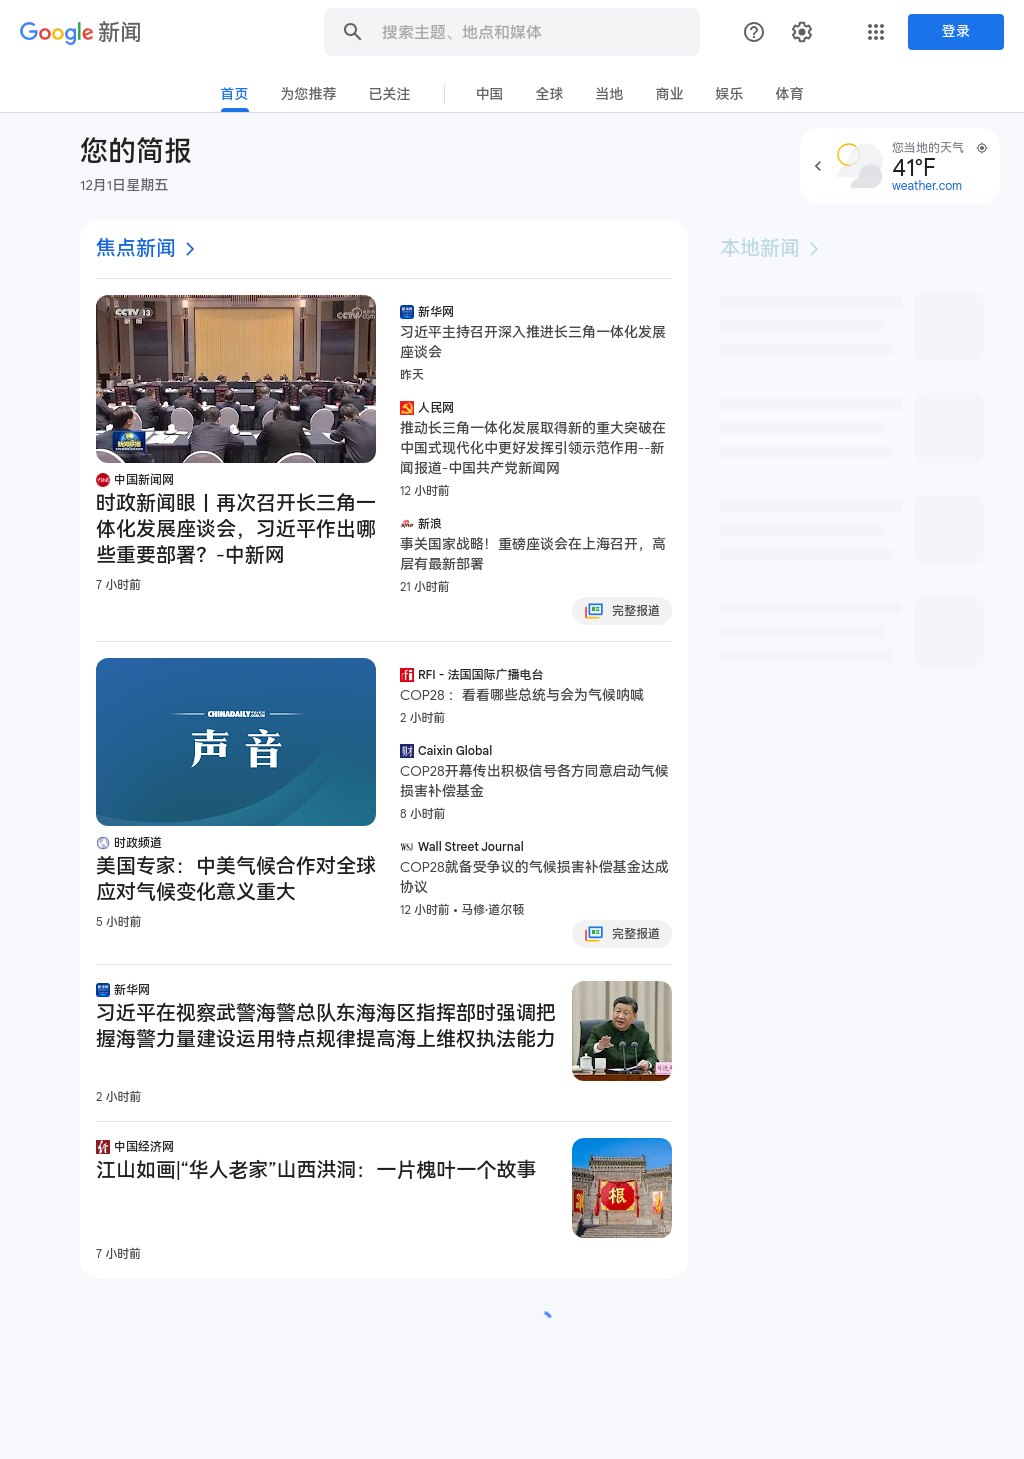 Google 新闻
搜索主题、地点和媒体
登录
首页
为您推荐
已关注
中国
全球
当地
商业
娱乐
体育
您的简报
12月1日星期五
您当地的天气
41°F
weather.com
焦点新闻
CCTV 13
新闻
中国新闻网
时政新闻眼丨再次召开长三角一
体化发展座谈会，习近平作出哪
些重要部署？-中新网
7 小时前
新华网
习近平主持召开深入推进长三角一体化发展
座谈会
昨天
人民网
推动长三角一体化发展取得新的重大突破在
中国式现代化中更好发挥引领示范作用--新
闻报道-中国共产党新闻网
12 小时前
新浪
事关国家战略！重磅座谈会在上海召开，高
层有最新部署
21 小时前
完整报道
CHINADAILY
声音
时政频道
美国专家：中美气候合作对全球
应对气候变化意义重大
5 小时前
RFI - 法国国际广播电台
COP28 ：看看哪些总统与会为气候呐喊
2 小时前
Caixin Global
COP28开幕传出积极信号各方同意启动气候
损害补偿基金
8 小时前
WSJ
Wall Street Journal
COP28就备受争议的气候损害补偿基金达成
协议
12 小时前 • 马修·道尔顿
完整报道
新华网
习近平在视察武警海警总队东海海区指挥部时强调把
握海警力量建设运用特点规律提高海上维权执法能力
2 小时前
中国经济网
江山如画|“华人老家”山西洪洞：一片槐叶一个故事
7 小时前
根
本地新闻